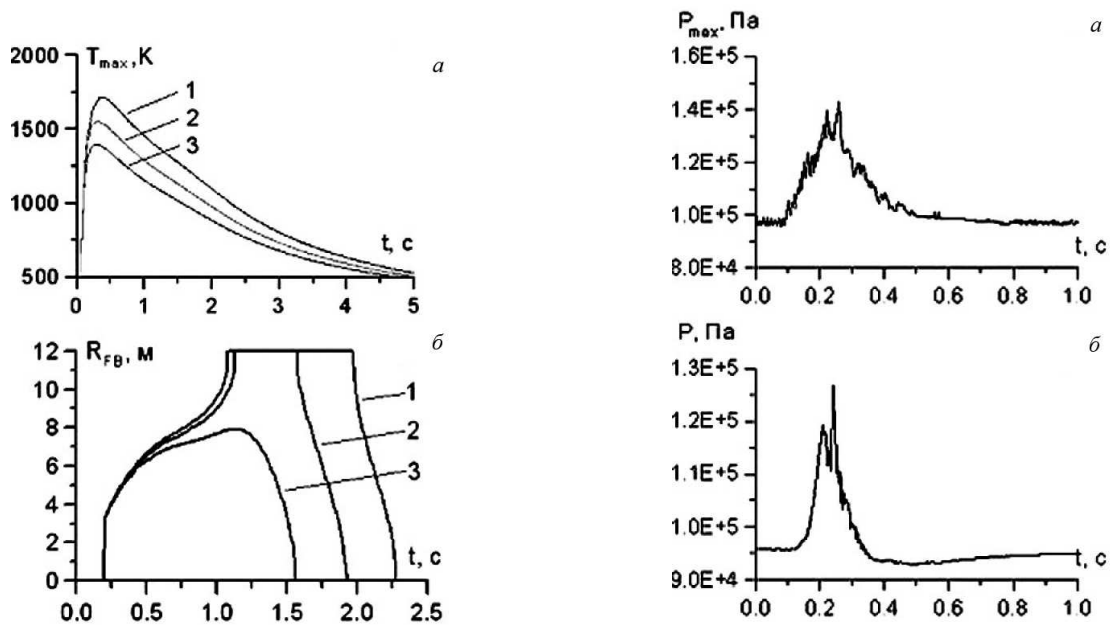 T max , K
а
2000
1500
1000
500
1
2
3
t, с
0 1 2 3 4 5
R FB , м
б
12
10
8
6
4
2
0
1
2
3
t, с
0.0 0.5 1.0 1.5 2.0 2.5
P max , Па
а
1.6E+5
1.4E+5
1.2E+5
1.0E+5
8.0E+4
t, с
0.0 0.2 0.4 0.6 0.8 1.0
P, Па
б
1.3E+5
1.2E+5
1.1E+5
1.0E+5
9.0E+4
t, с
0.0 0.2 0.4 0.6 0.8 1.0